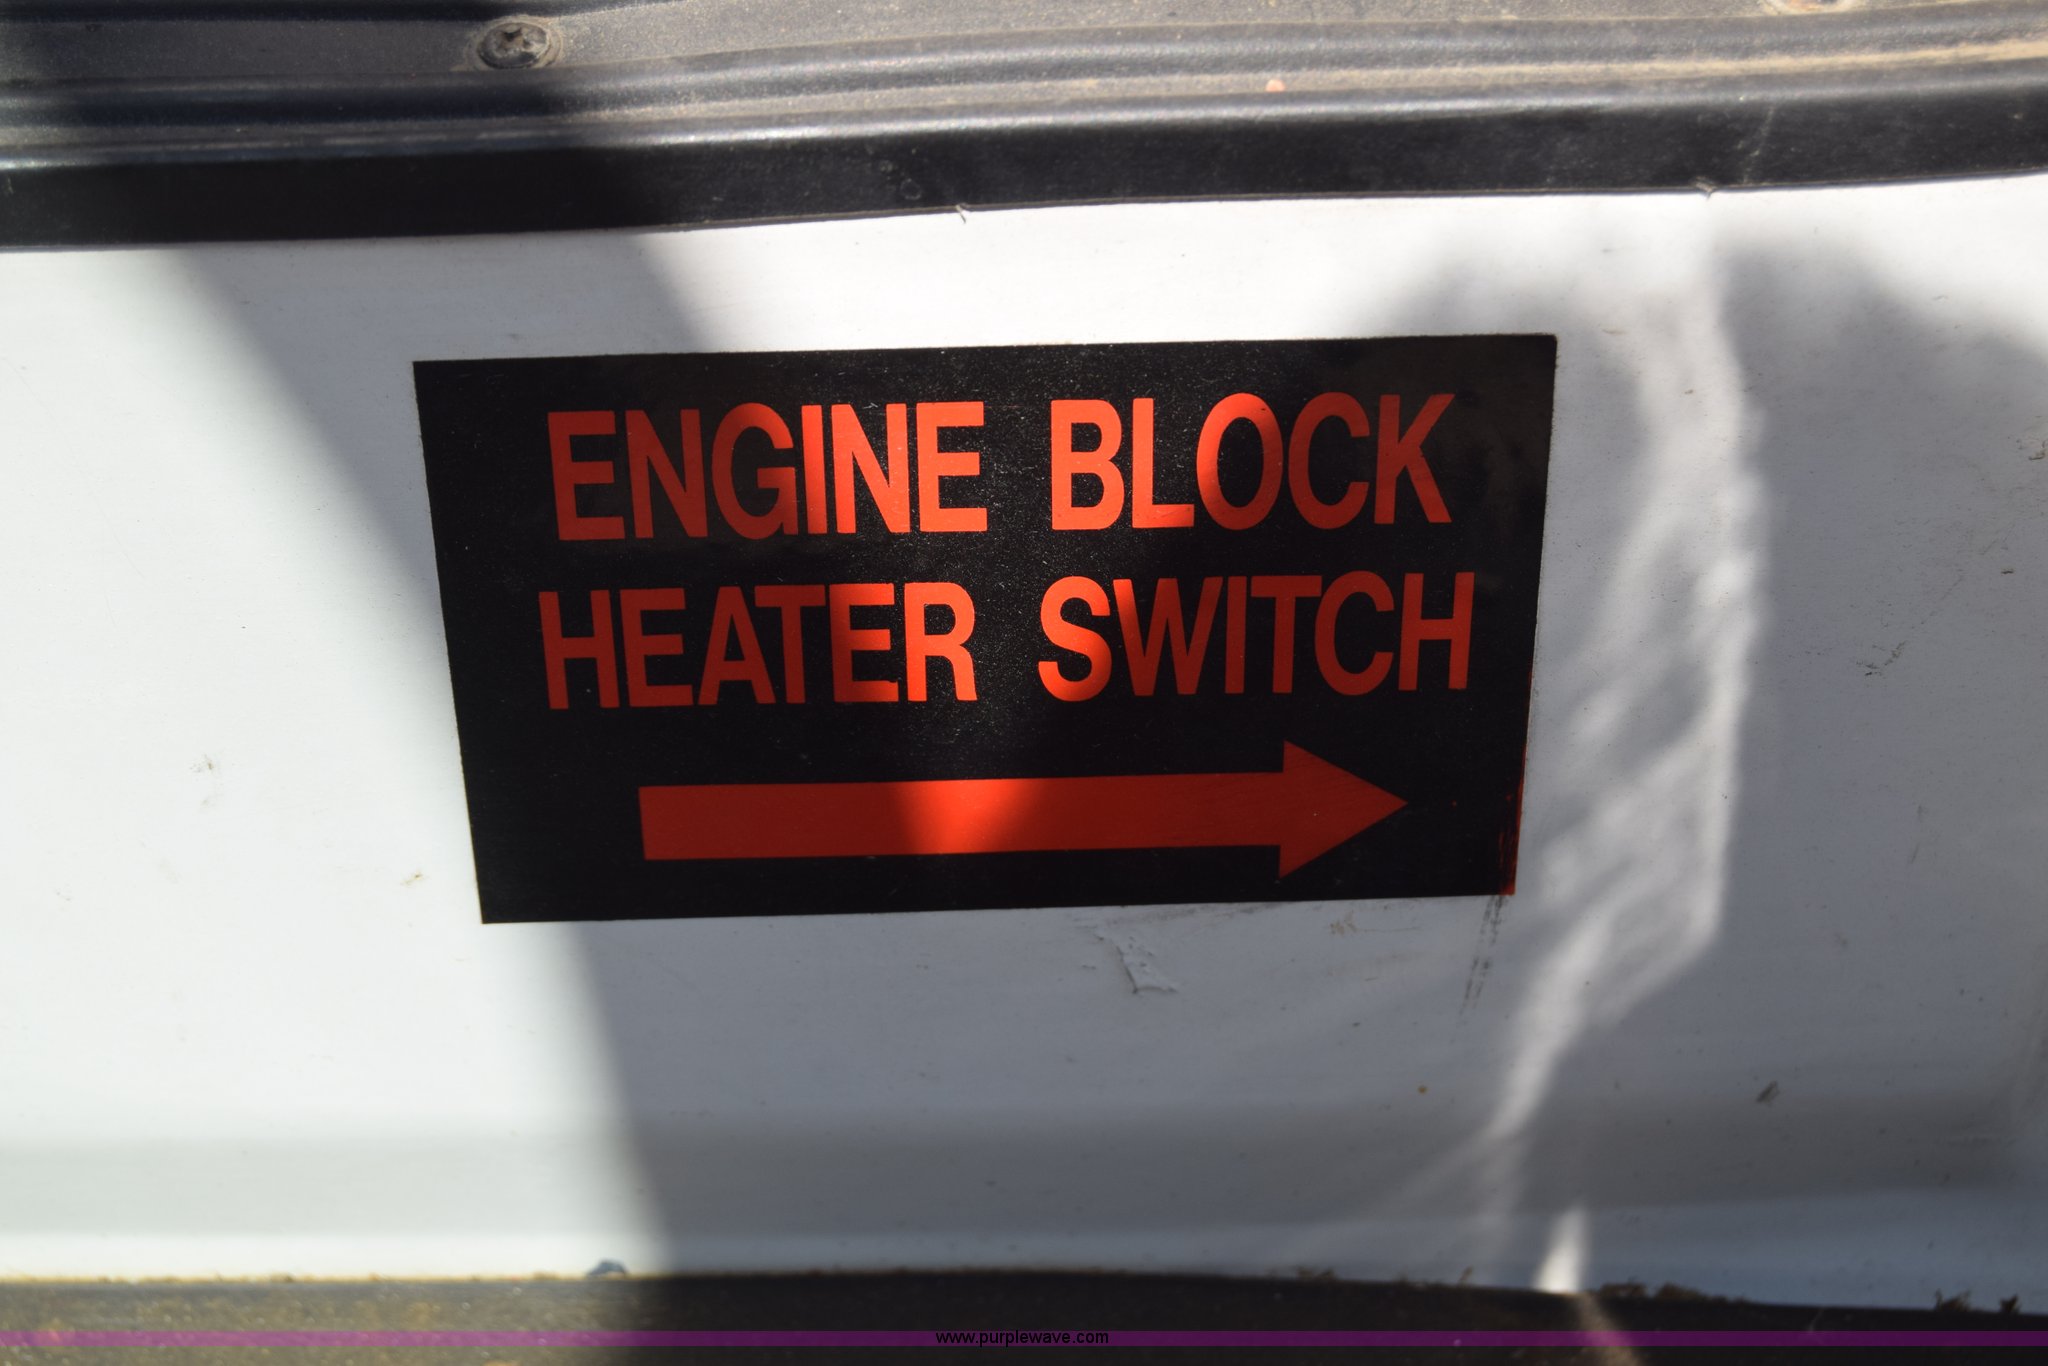 ENGINE BLOCK
HEATER SWITCH
www.purplewave.com